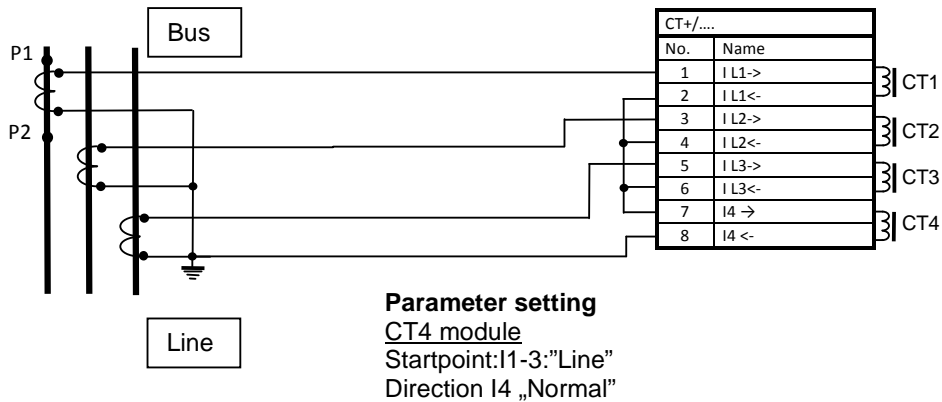 Bus
P1
P2
Line
CT+/....
No. Name
1 I L1->
2 I L1<-
3 I L2->
4 I L2<-
5 I L3->
6 I L3<-
7 I4 →
8 I4 <-
CT1
CT2
CT3
CT4
Parameter setting
CT4 module
Startpoint:I1-3:”Line”
Direction I4 „Normal”